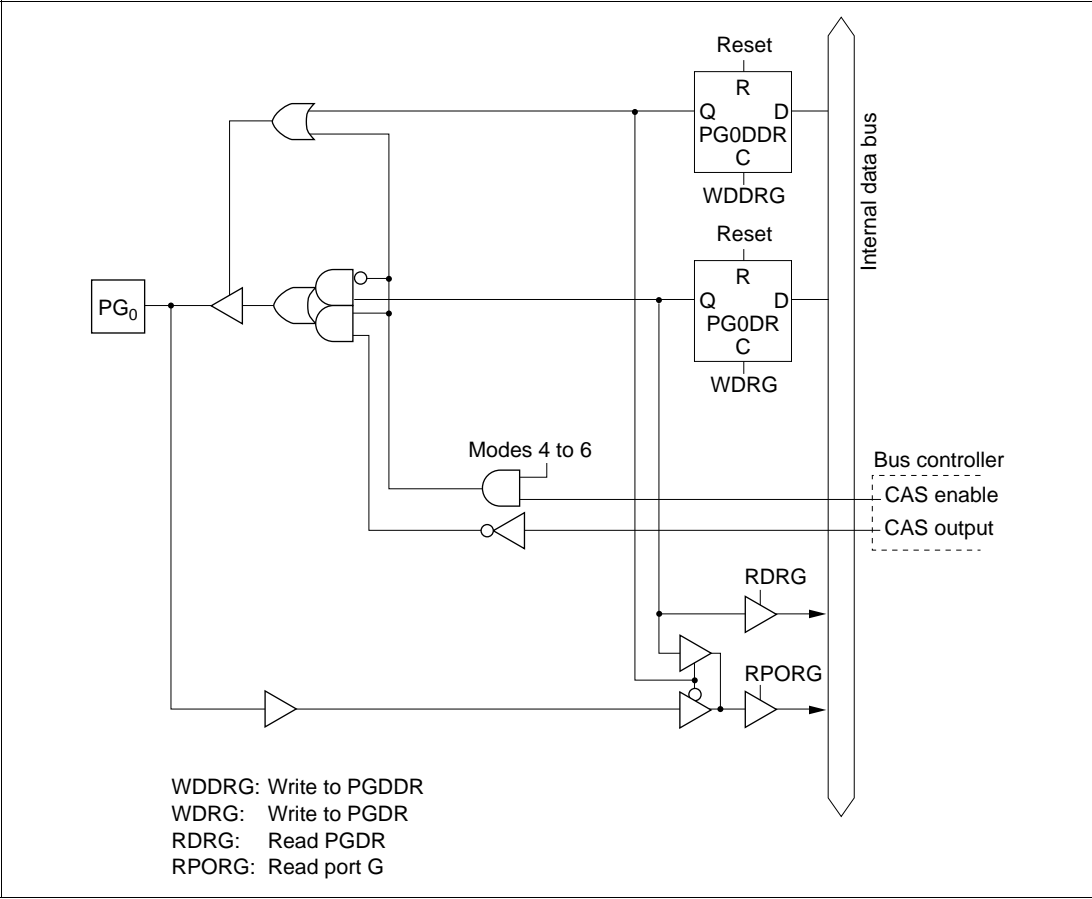 Reset
R
Q D
PG0DDR
C
WDDRG
Internal data bus
Reset
R
PG0
Q D
PG0DR
C
WDRG
Modes 4 to 6
Bus controller
CAS enable
CAS output
RDRG
RPORG
WDDRG: Write to PGDDR
WDRG: Write to PGDR
RDRG: Read PGDR
RPORG: Read port G